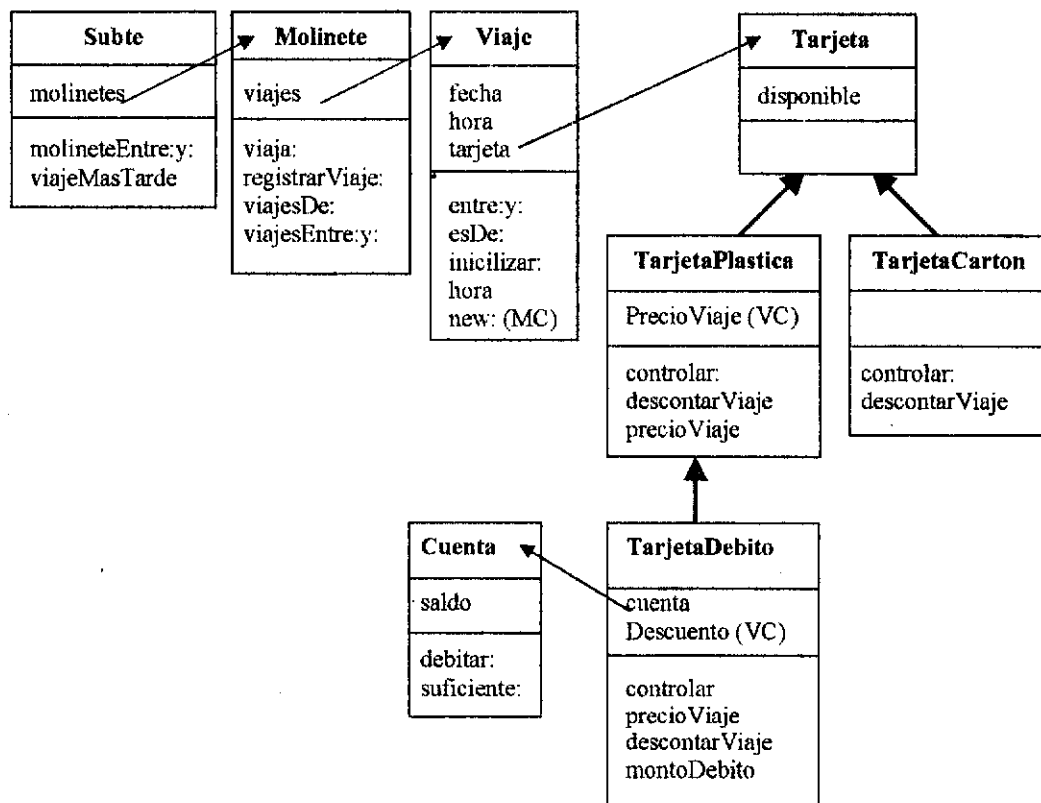 Subte
molinetes
molineteEntre:y:
viajeMasTarde
Molinete
viajes
viaja:
registrarViaje:
viajesDe:
viajesEntre:y:
Viaje
fecha
hora
tarjeta
entre:y:
esDe:
inicilizar:
hora
new: (MC)
Tarjeta
disponible
TarjetaPlastica
PrecioViaje (VC)
controlar:
descontarViaje
precioViaje
TarjetaCarton
controlar:
descontarViaje
Cuenta
saldo
debitar:
suficiente:
TarjetaDebito
cuenta
Descuento (VC)
controlar
precioViaje
descontarViaje
montoDebito